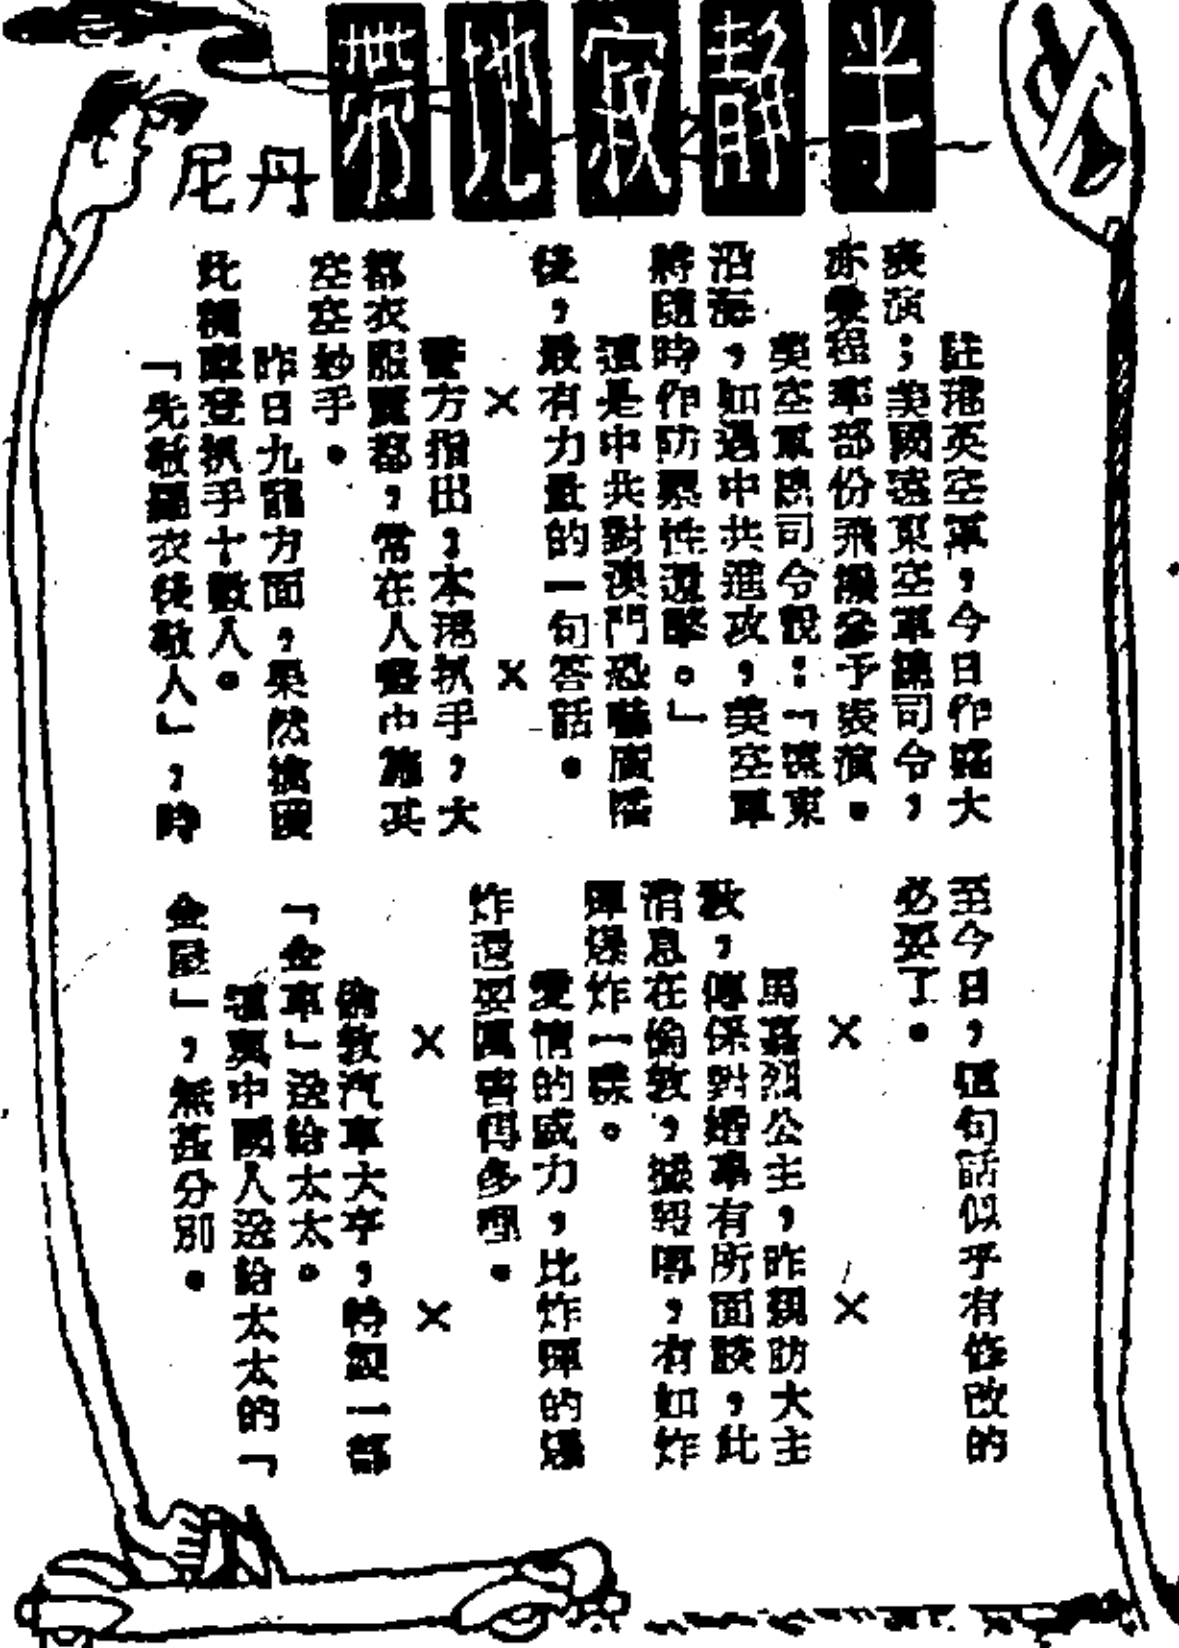 半靜寂地帶
丹尼
註港英空軍,今日作盛大
表演;美國遠東空軍總司令,
亦幾程率部份飛機參予表演。
美空軍總司令說:「遠東
沿海,如遇中共進攻,美空軍
將隨時作防禦性還擊。」
這是中共對澳門恐嚇廣播
後,最有力量的一句答話。
× ×
警方指出:本港扒手,大
都衣服麗都,常在人叢中施其
空空妙手。
昨日九龍方面,果然擒獲
此類摩登扒手十數人。
「先敬羅衣後敬人」,時
至今日,這句話似乎有修改的
必要了。
× ×
馬嘉烈公主,昨親訪大主
教,傳係對婚事有所面談,此
消息在倫敦,據報導,有如炸
彈爆炸一樣。
愛情的威力,比炸彈的爆
炸還要厲害得多哩。
× ×
倫敦汽車大亨,特製一部
「金車」送給太太。
這與中國人送給太太的「
金屋」,無甚分別。